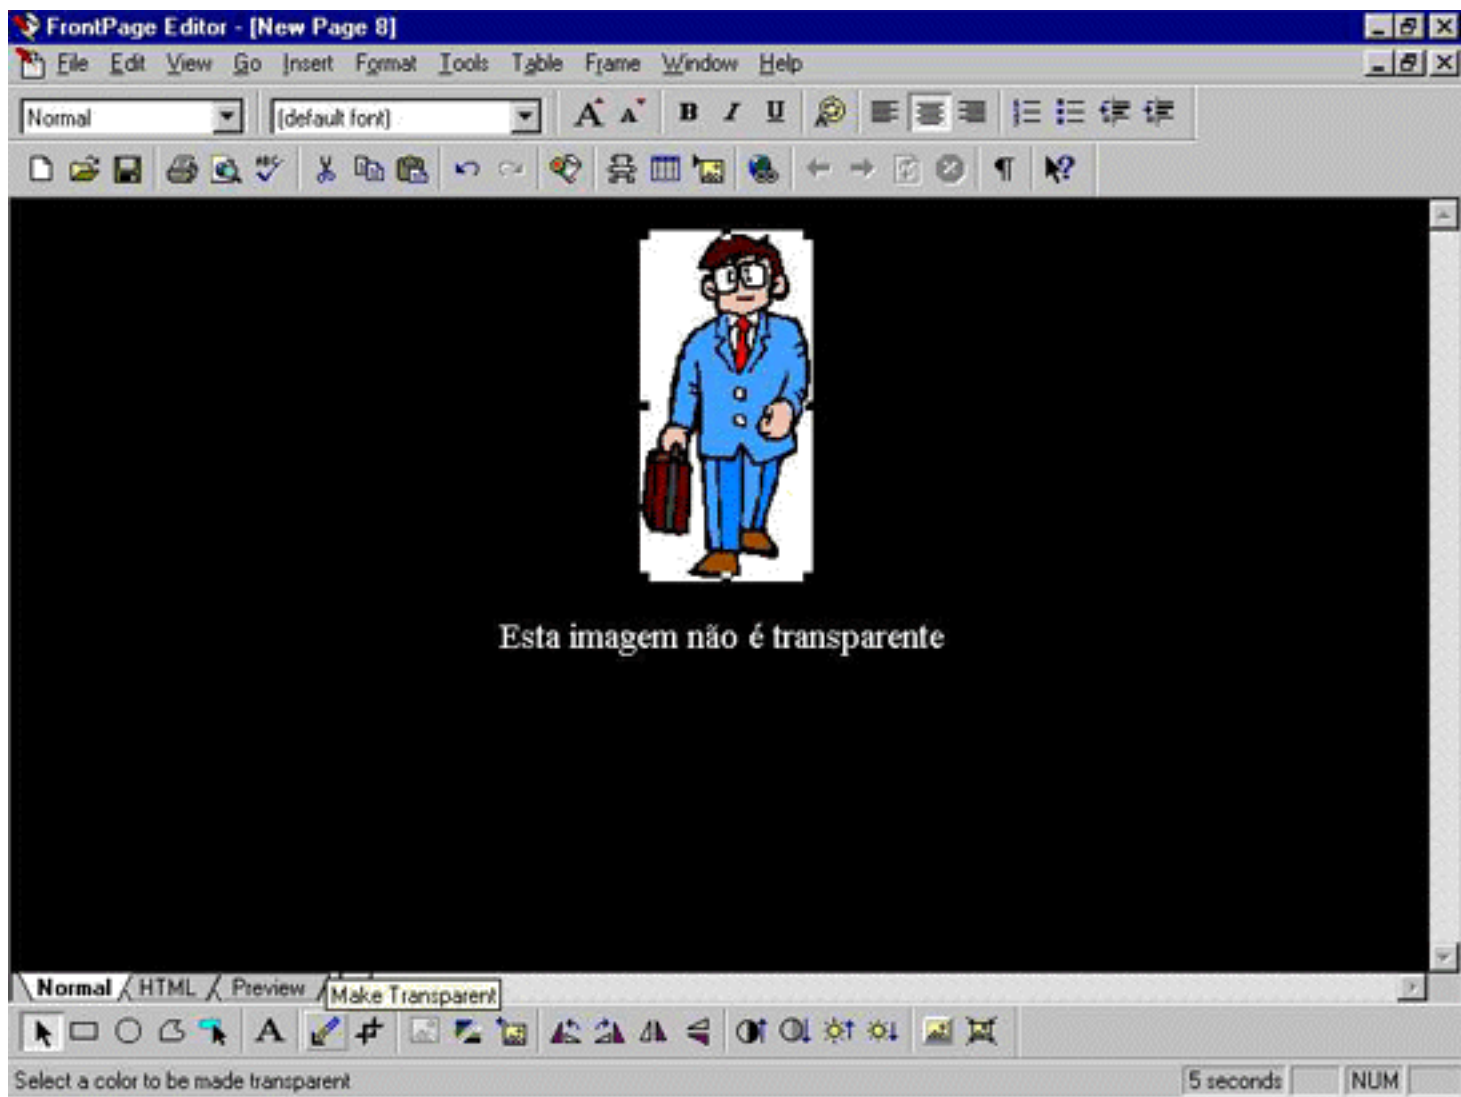 FrontPage Editor - [New Page 8]
File Edit View Go Insert Format Tools Table Frame Window Help
Normal (default font) A A B I U
ABC
Esta imagem não é transparente
Normal HTML Preview
Make Transparent
A
Select a color to be made transparent 5 seconds NUM